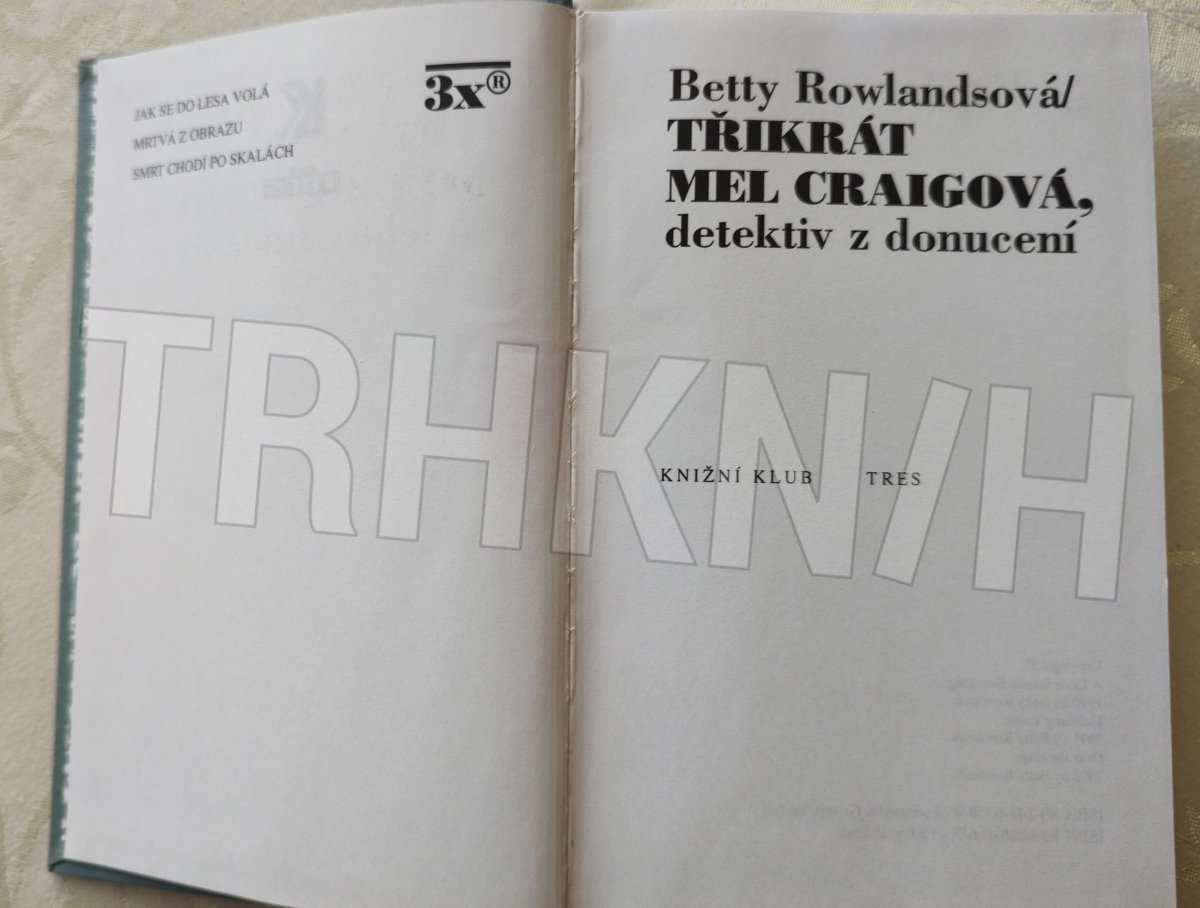 JAK SE DO LESA VOLÁ
MRTVÁ Z OBRAZU
SMRT CHODÍ PO SKALÁCH
3x®
Betty Rowlandsová/
TŘIKRÁT
MEL CRAIGOVÁ,
detektiv z donucení
TRHKN/H
KNIŽNÍ KLUB TRES